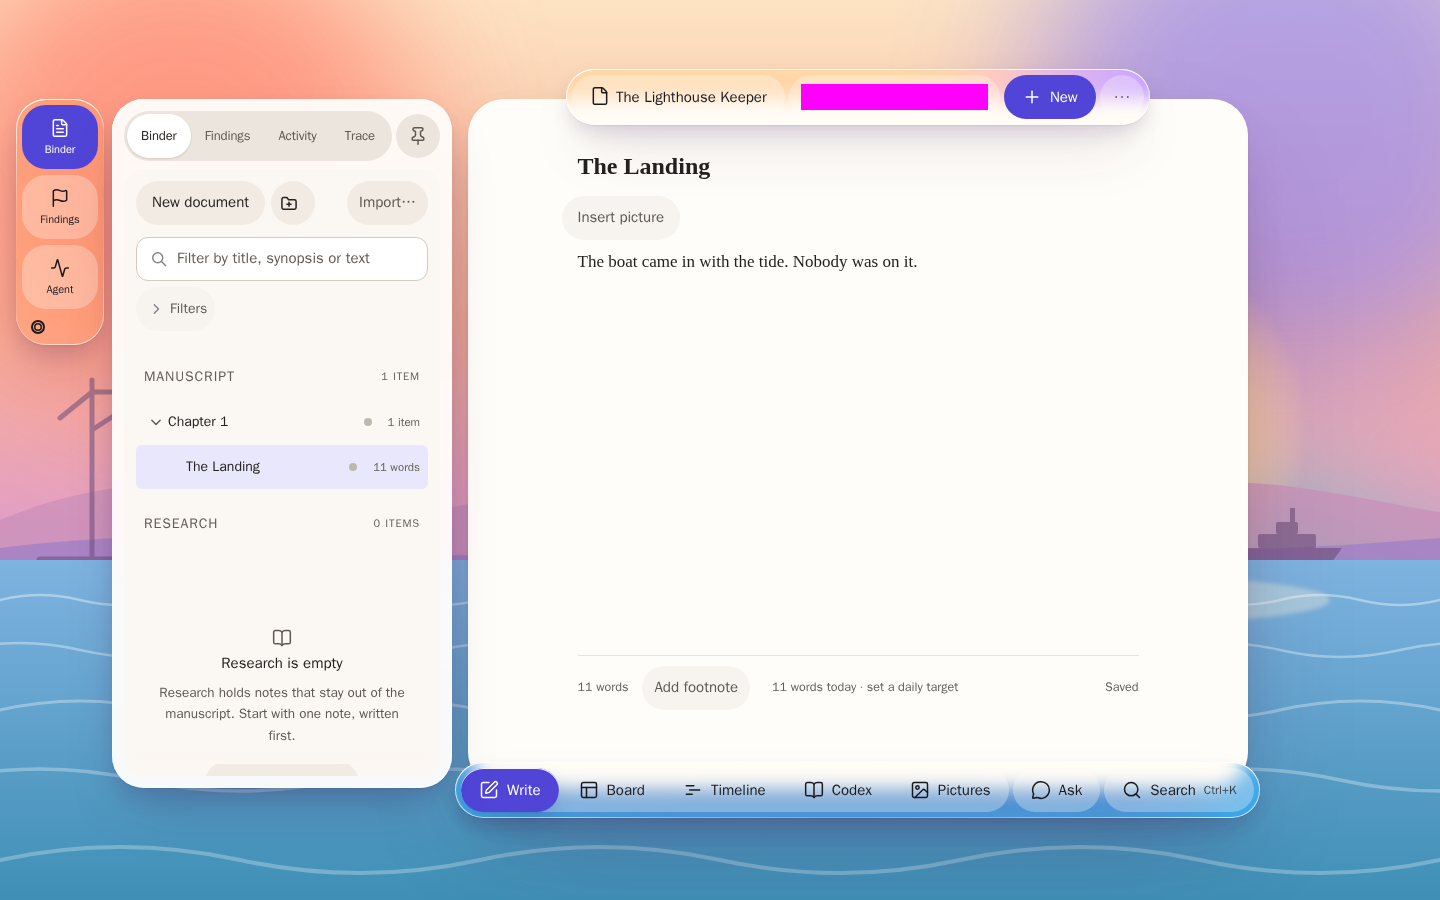 The Lighthouse Keeper
New
Binder
Findings
Agent
Binder Findings Activity Trace
New document
Import···
Filter by title, synopsis or text
Filters
MANUSCRIPT 1 ITEM
Chapter 1 1 item
The Landing 11 words
RESEARCH 0 ITEMS
Research is empty
Research holds notes that stay out of the
manuscript. Start with one note, written
first.
The Landing
Insert picture
The boat came in with the tide. Nobody was on it.
11 words Add footnote 11 words today · set a daily target Saved
Write Board Timeline Codex Pictures Ask Search Ctrl+K